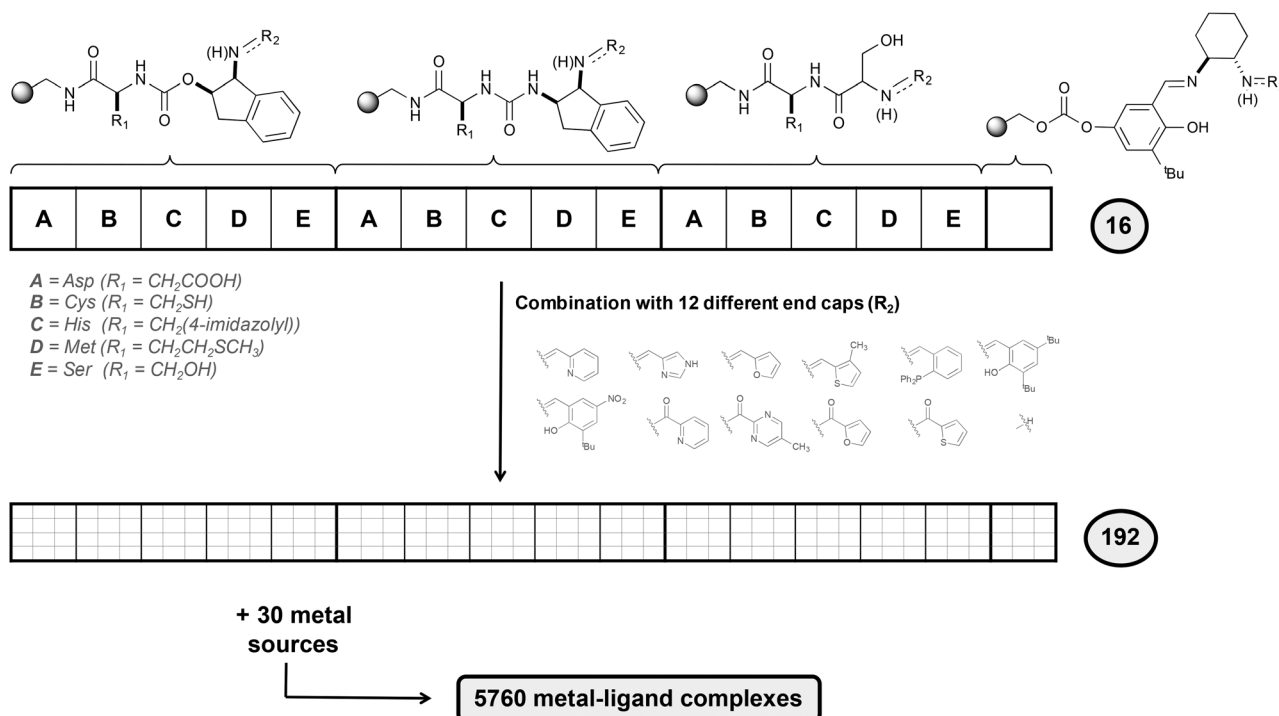 O
N
H
H
N
O
O
R1
(H)N
R2
O
N
H
H
N
H
N
O
R1
(H)N
R2
O
N
H
H
N
O
OH
R1
N
(H)
R2
O
O
O
N
OH
tBu
N
(H)
R
A B C D E A B C D E A B C D E
16
A = Asp (R1 = CH2COOH)
B = Cys (R1 = CH2SH)
C = His (R1 = CH2(4-imidazolyl))
D = Met (R1 = CH2CH2SCH3)
E = Ser (R1 = CH2OH)
Combination with 12 different end caps (R2)
N
N
NH
O
S
CH3
Ph2P
HO
tBu
tBu
HO
NO2
tBu
O
N
O
N
N
CH3
O
O
O
S
H
192
+ 30 metal
sources
5760 metal-ligand complexes